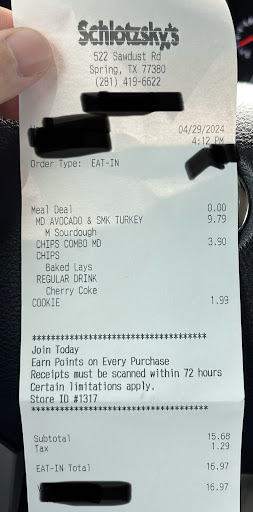 Schlotzsky's
522 Sawdust Rd
Spring, TX 77380
(281) 419-6622
04/29/2024
4:12 PM
Order Type: EAT-IN
Meal Deal 0.00
MD AVOCADO & SMK TURKEY 9.79
M Sourdough
CHIPS COMBO MD 3.90
CHIPS
Baked Lays
REGULAR DRINK
Cherry Coke
COOKIE 1.99
************************************
Join Today
Earn Points on Every Purchase
Receipts must be scanned within 72 hours
Certain limitations apply.
Store ID #1317
************************************
Subtotal 15.68
Tax 1.29
EAT-IN Total 16.97
16.97